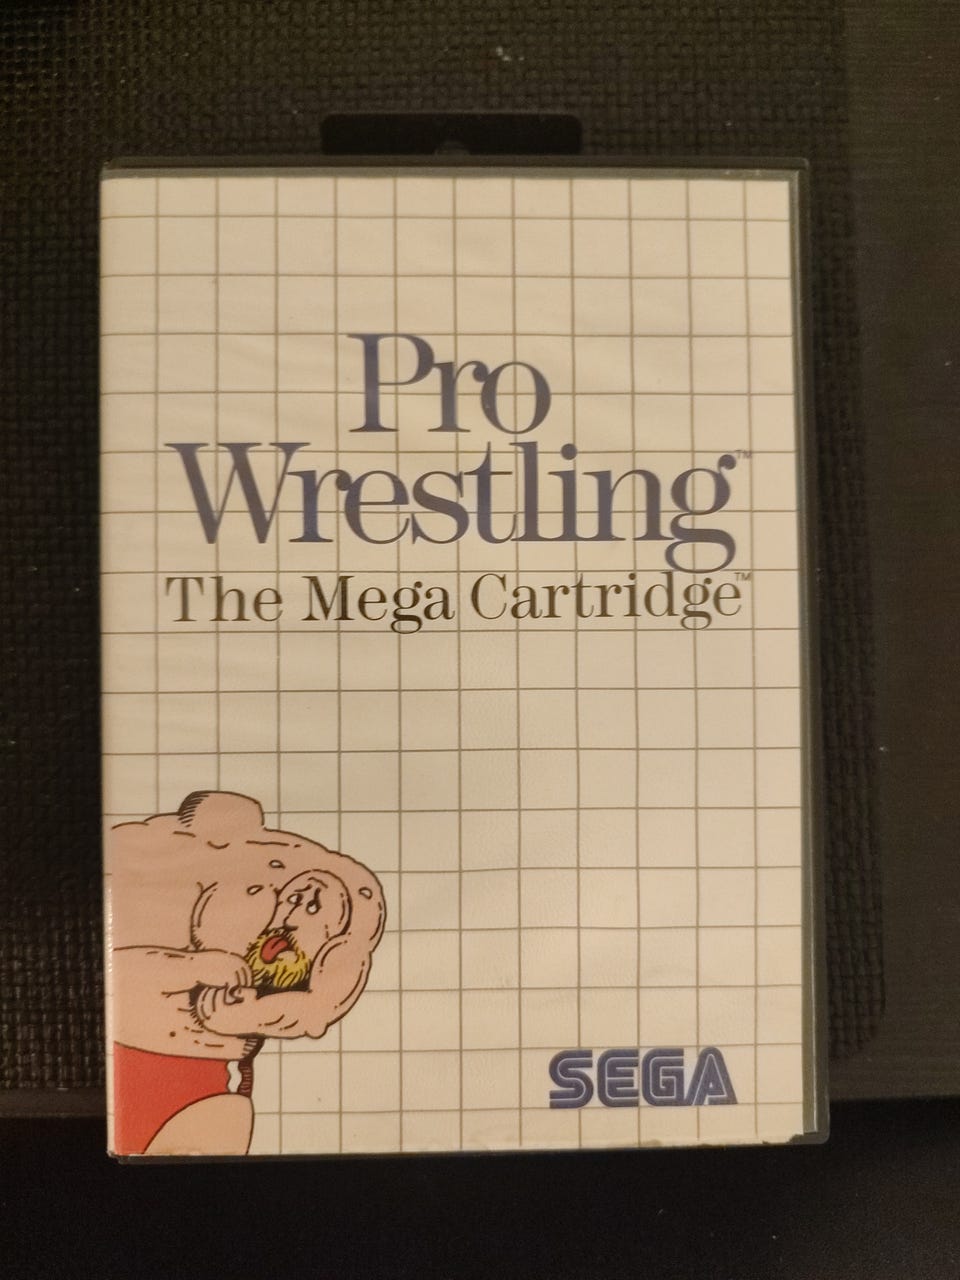 Pro
Wrestling™
The Mega Cartridge™
SEGA